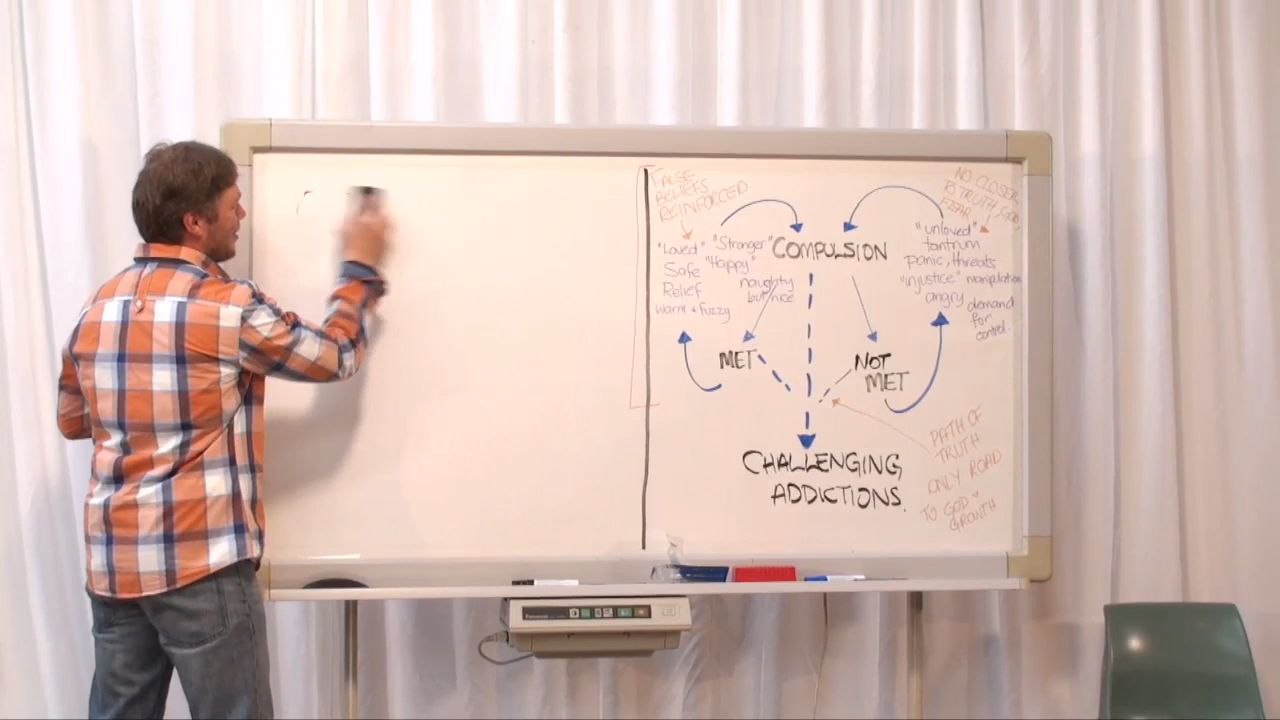 FALSE
BELIEFS
REINFORCED
NO CLOSER
TO TRUTH, GOD,
FEAR
"Loved"
Safe
Relief
warm + fuzzy
"Stronger"
"Happy"
naughty
but nice
COMPULSION
"unloved"
tantrum
panic, threats
"injustice" manipulation
angry
demand
for
control.
MET
NOT
MET
CHALLENGING
ADDICTIONS.
PATH OF
TRUTH
ONLY ROAD
TO GOD +
GROWTH
Panasonic